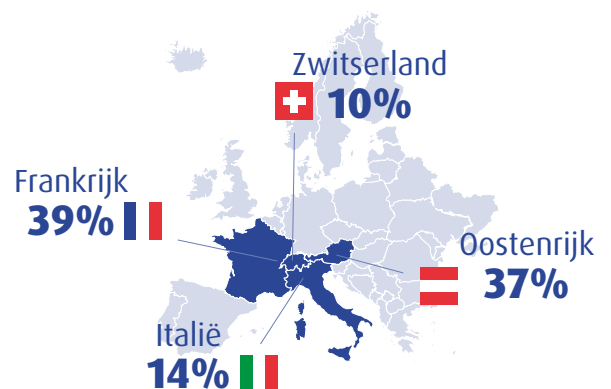 Zwitserland
10%
Frankrijk
39%
Oostenrijk
37%
Italië
14%